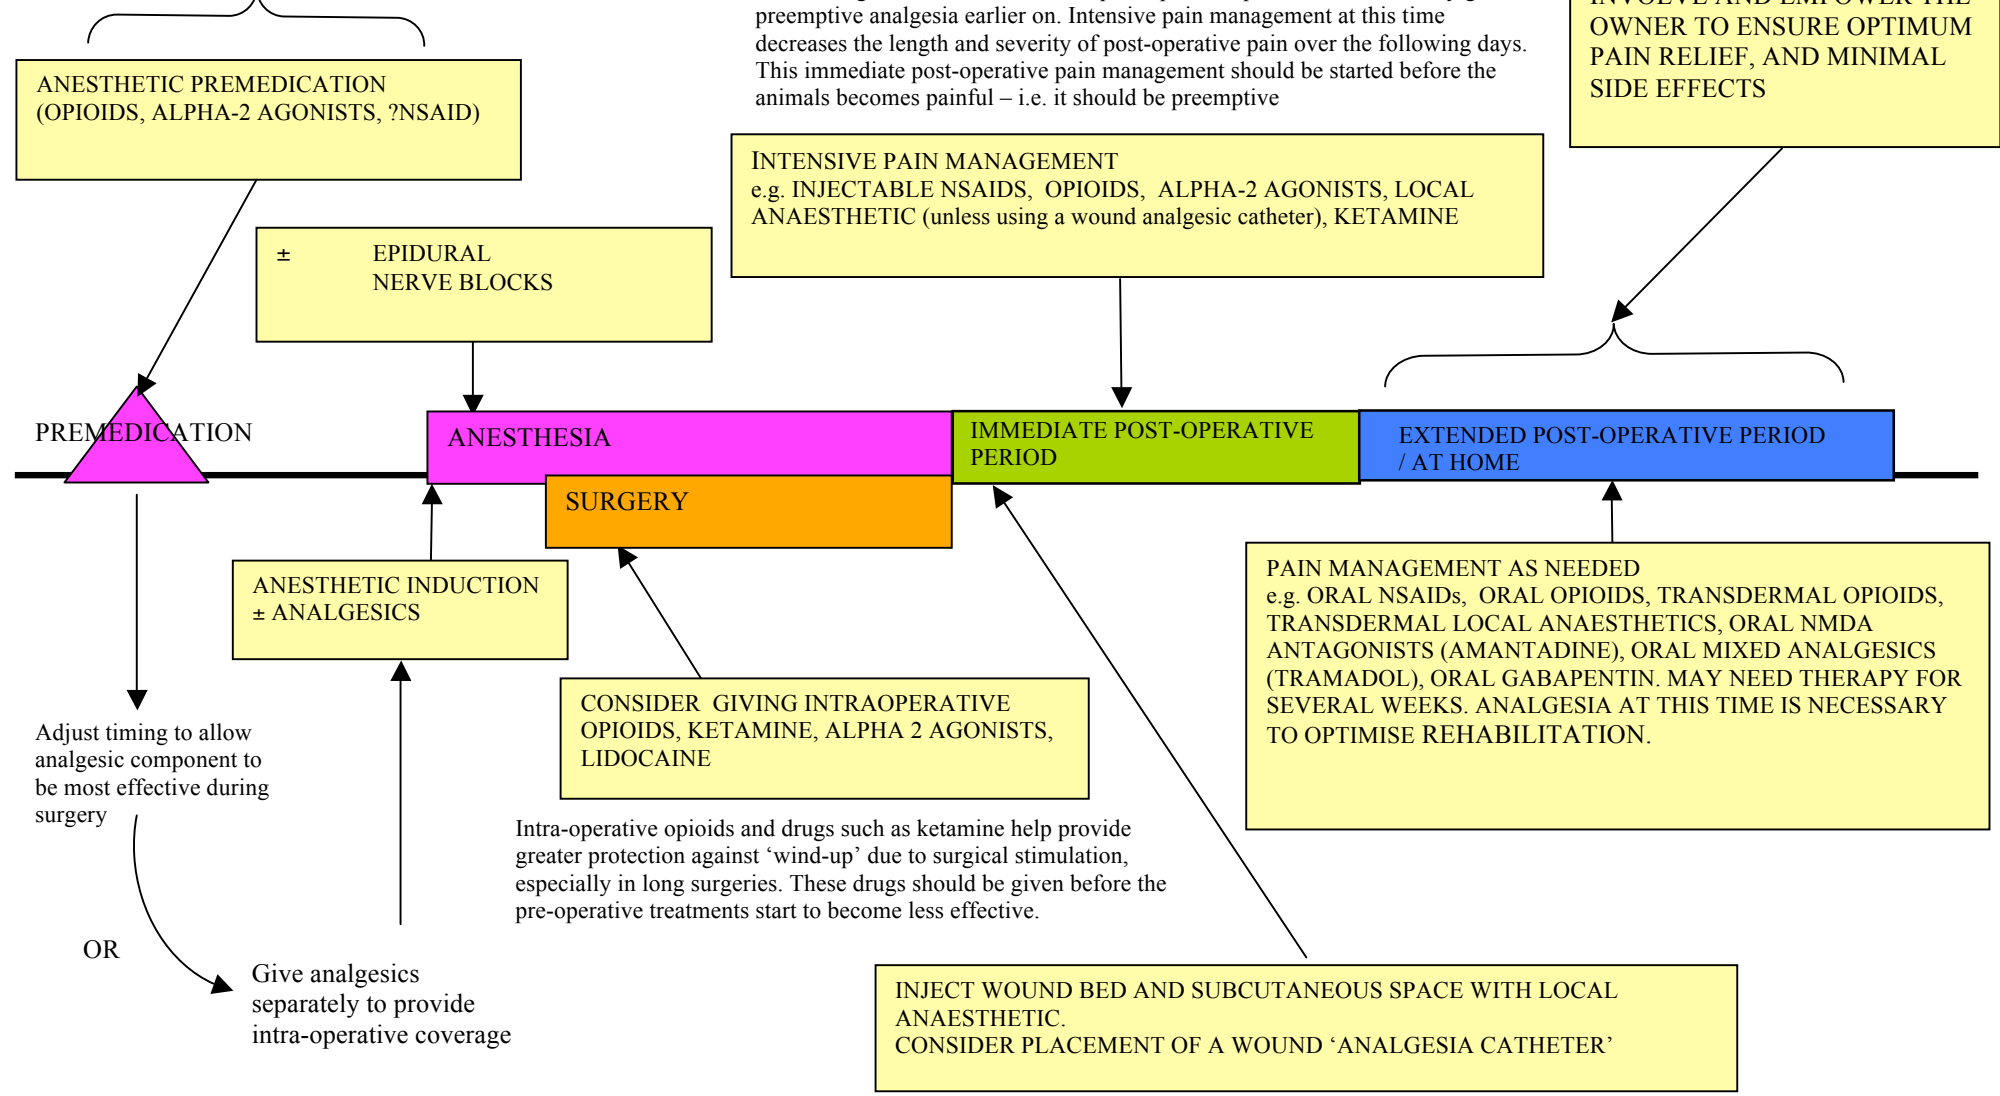 preemptive analgesia earlier on. Intensive pain management at this time
decreases the length and severity of post-operative pain over the following days.
This immediate post-operative pain management should be started before the
animals becomes painful – i.e. it should be preemptive
OWNER TO ENSURE OPTIMUM
PAIN RELIEF, AND MINIMAL
SIDE EFFECTS
ANESTHETIC PREMEDICATION
(OPIOIDS, ALPHA-2 AGONISTS, ?NSAID)
INTENSIVE PAIN MANAGEMENT
e.g. INJECTABLE NSAIDS, OPIOIDS, ALPHA-2 AGONISTS, LOCAL
ANAESTHETIC (unless using a wound analgesic catheter), KETAMINE
± EPIDURAL
NERVE BLOCKS
PREMEDICATION
ANESTHESIA
IMMEDIATE POST-OPERATIVE
PERIOD
EXTENDED POST-OPERATIVE PERIOD
/ AT HOME
SURGERY
ANESTHETIC INDUCTION
± ANALGESICS
PAIN MANAGEMENT AS NEEDED
e.g. ORAL NSAIDs, ORAL OPIOIDS, TRANSDERMAL OPIOIDS,
TRANSDERMAL LOCAL ANAESTHETICS, ORAL NMDA
ANTAGONISTS (AMANTADINE), ORAL MIXED ANALGESICS
(TRAMADOL), ORAL GABAPENTIN. MAY NEED THERAPY FOR
SEVERAL WEEKS. ANALGESIA AT THIS TIME IS NECESSARY
TO OPTIMISE REHABILITATION.
CONSIDER GIVING INTRAOPERATIVE
OPIOIDS, KETAMINE, ALPHA 2 AGONISTS,
LIDOCAINE
Adjust timing to allow
analgesic component to
be most effective during
surgery
Intra-operative opioids and drugs such as ketamine help provide
greater protection against ‘wind-up’ due to surgical stimulation,
especially in long surgeries. These drugs should be given before the
pre-operative treatments start to become less effective.
OR
Give analgesics
separately to provide
intra-operative coverage
INJECT WOUND BED AND SUBCUTANEOUS SPACE WITH LOCAL
ANAESTHETIC.
CONSIDER PLACEMENT OF A WOUND ‘ANALGESIA CATHETER’